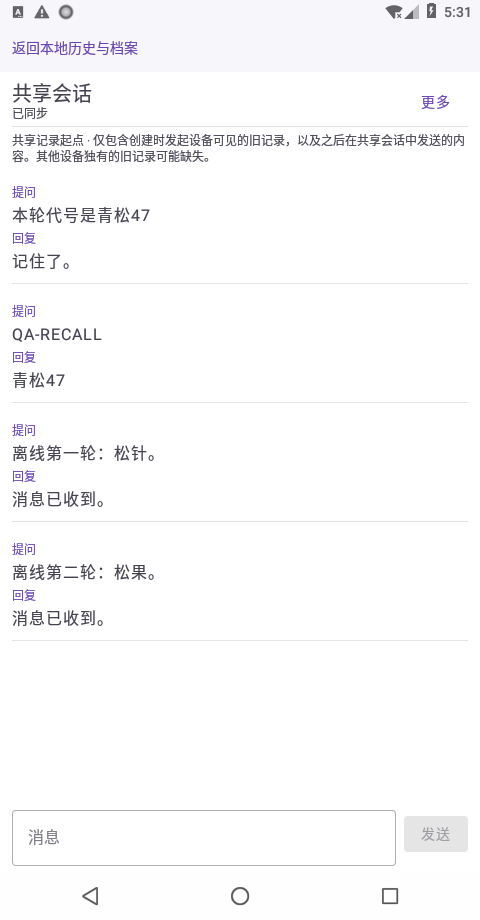 5:31
返回本地历史与档案
共享会话
更多
已同步
共享记录起点 · 仅包含创建时发起设备可见的旧记录，以及之后在共享会话中发送的内
容。其他设备独有的旧记录可能缺失。
提问
本轮代号是青松47
回复
记住了。
提问
QA-RECALL
回复
青松47
提问
离线第一轮：松针。
回复
消息已收到。
提问
离线第二轮：松果。
回复
消息已收到。
消息
发送